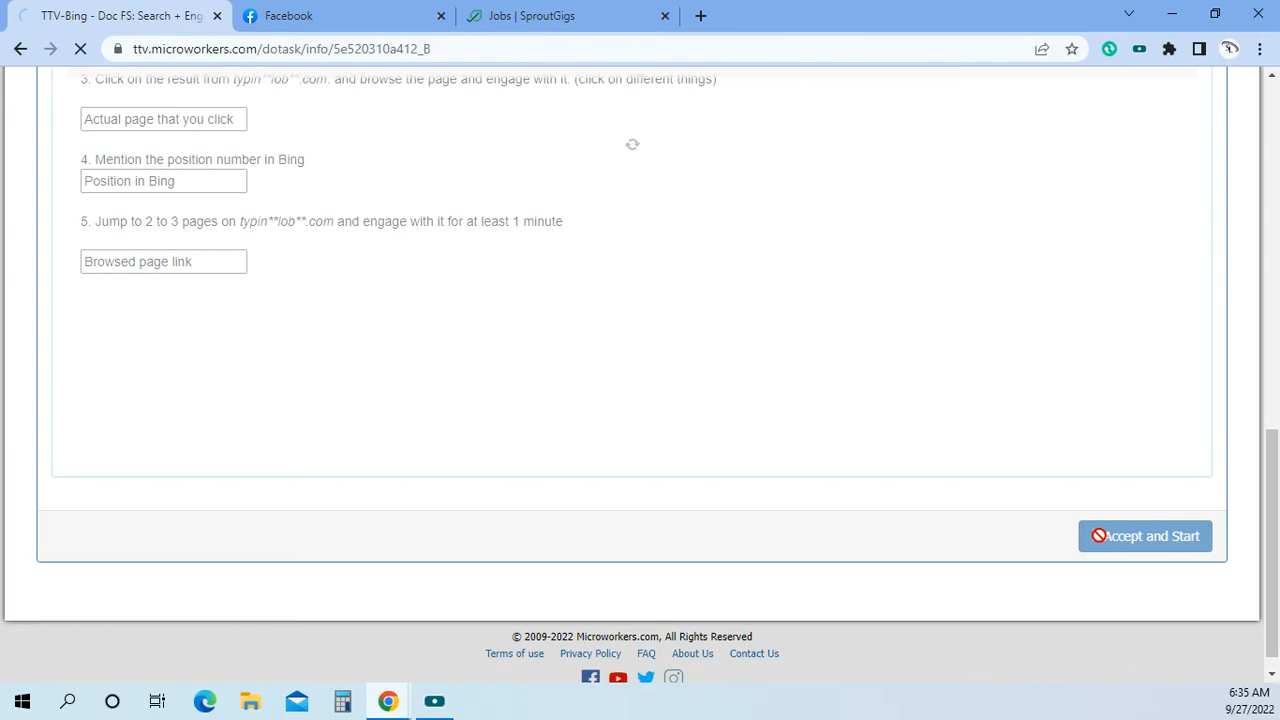 TTV-Bing - Doc FS: Search + Eng
Facebook
Jobs | SproutGigs
ttv.microworkers.com/dotask/info/5e520310a412_B
3. Click on the result from typin**lob**.com. and browse the page and engage with it. (click on different things)
Actual page that you click
4. Mention the position number in Bing
Position in Bing
5. Jump to 2 to 3 pages on typin**lob**.com and engage with it for at least 1 minute
Browsed page link
Accept and Start
© 2009-2022 Microworkers.com, All Rights Reserved
Terms of use Privacy Policy FAQ About Us Contact Us
6:35 AM
9/27/2022